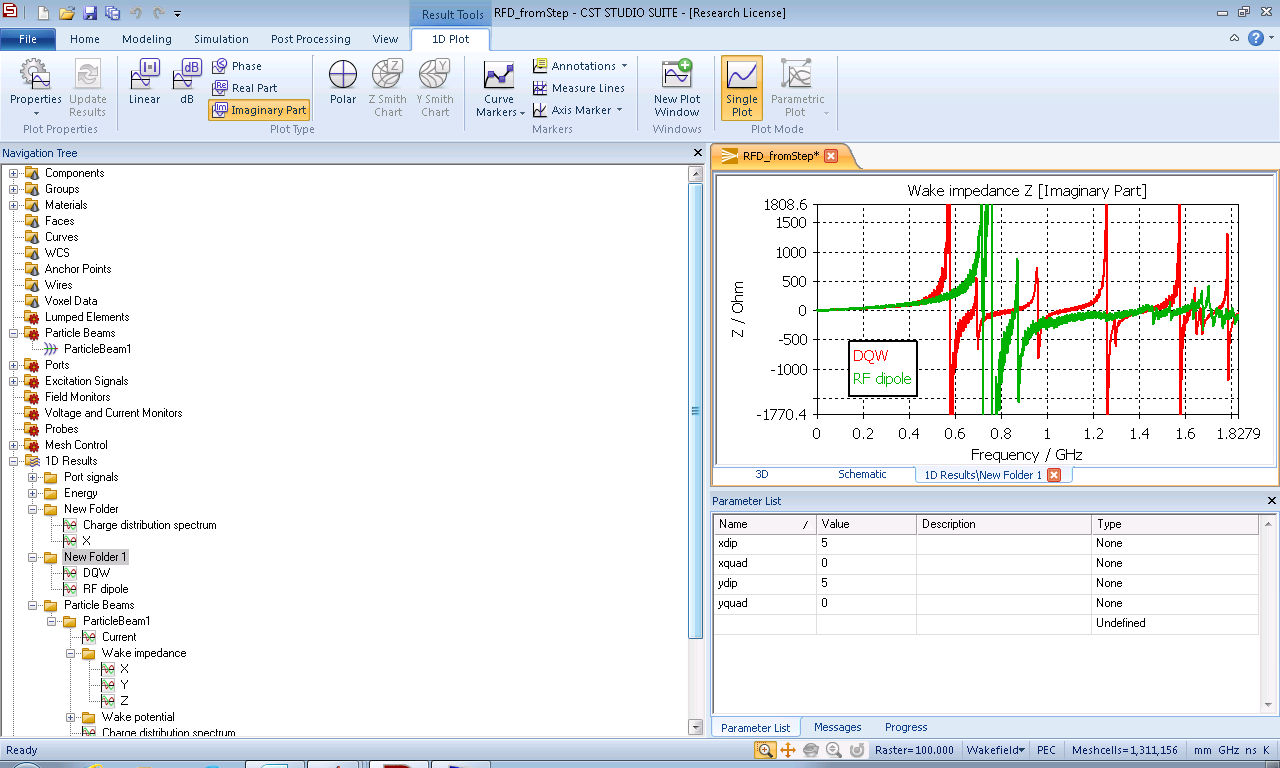 Result Tools
RFD_fromStep - CST STUDIO SUITE - [Research License]
File Home Modeling Simulation Post Processing View 1D Plot
Properties
Update Results
Plot Properties
Linear
dB
Phase
Real Part
Imaginary Part
Polar
Z Smith Chart
Y Smith Chart
Plot Type
Curve Markers
Annotations
Measure Lines
Axis Marker
Markers
New Plot Window
Windows
Single Plot
Parametric Plot
Plot Mode
Navigation Tree
Components
Groups
Materials
Faces
Curves
WCS
Anchor Points
Wires
Voxel Data
Lumped Elements
Particle Beams
ParticleBeam1
Ports
Excitation Signals
Field Monitors
Voltage and Current Monitors
Probes
Mesh Control
1D Results
Port signals
Energy
New Folder
Charge distribution spectrum
X
New Folder 1
DQW
RF dipole
Particle Beams
ParticleBeam1
Current
Wake impedance
X
Y
Z
Wake potential
Charge distribution spectrum
RFD_fromStep*
Wake impedance Z [Imaginary Part]
1808.6
1500
1000
500
0
-500
-1000
-1770.4
Z / Ohm
DQW
RF dipole
0 0.2 0.4 0.6 0.8 1 1.2 1.4 1.6 1.8279
Frequency / GHz
3D Schematic 1D Results\New Folder 1
Parameter List
Name / Value Description Type
xdip 5 None
xquad 0 None
ydip 5 None
yquad 0 None
Undefined
Parameter List Messages Progress
Ready
Raster=100.000 Wakefield PEC Meshcells=1,311,156 mm GHz ns K